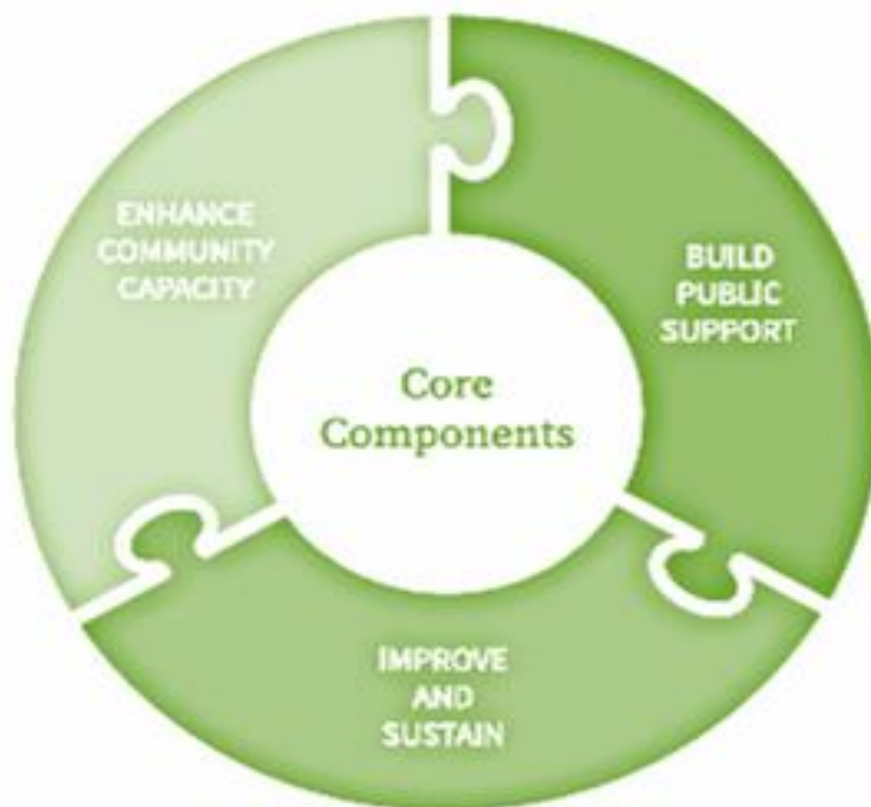 ENHANCE
COMMUNITY
CAPACITY
BUILD
PUBLIC
SUPPORT
Core
Components
IMPROVE
AND
SUSTAIN